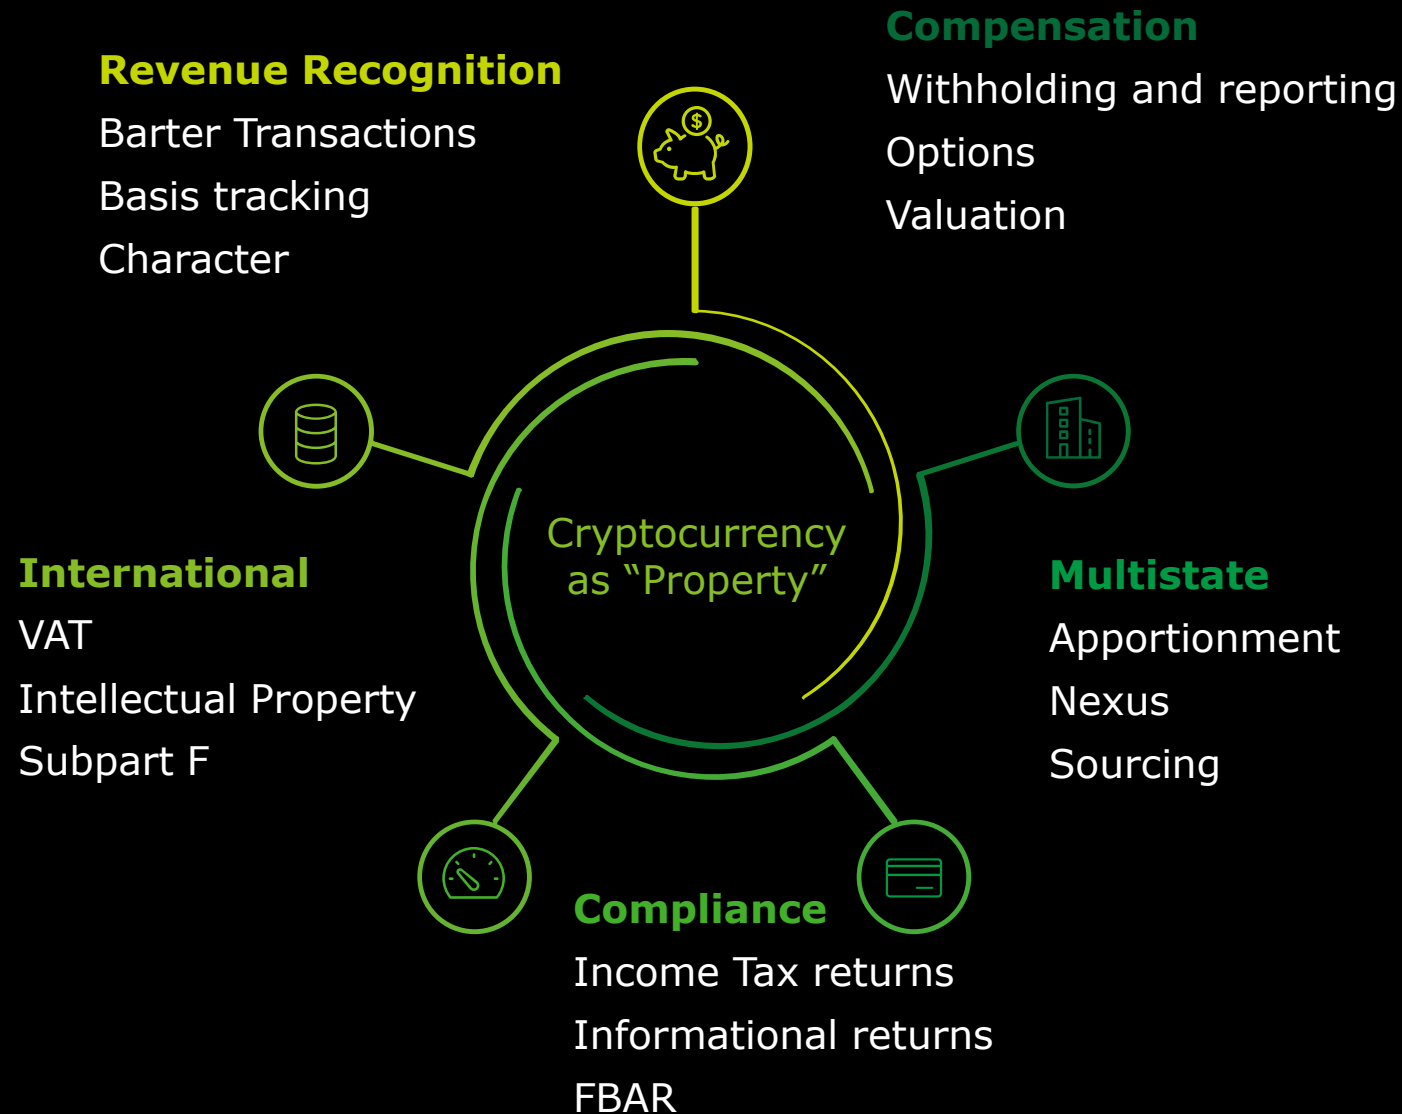 Revenue Recognition
Barter Transactions
Basis tracking
Character
$
Compensation
Withholding and reporting
Options
Valuation
Cryptocurrency
as “Property”
International
VAT
Intellectual Property
Subpart F
Multistate
Apportionment
Nexus
Sourcing
Compliance
Income Tax returns
Informational returns
FBAR